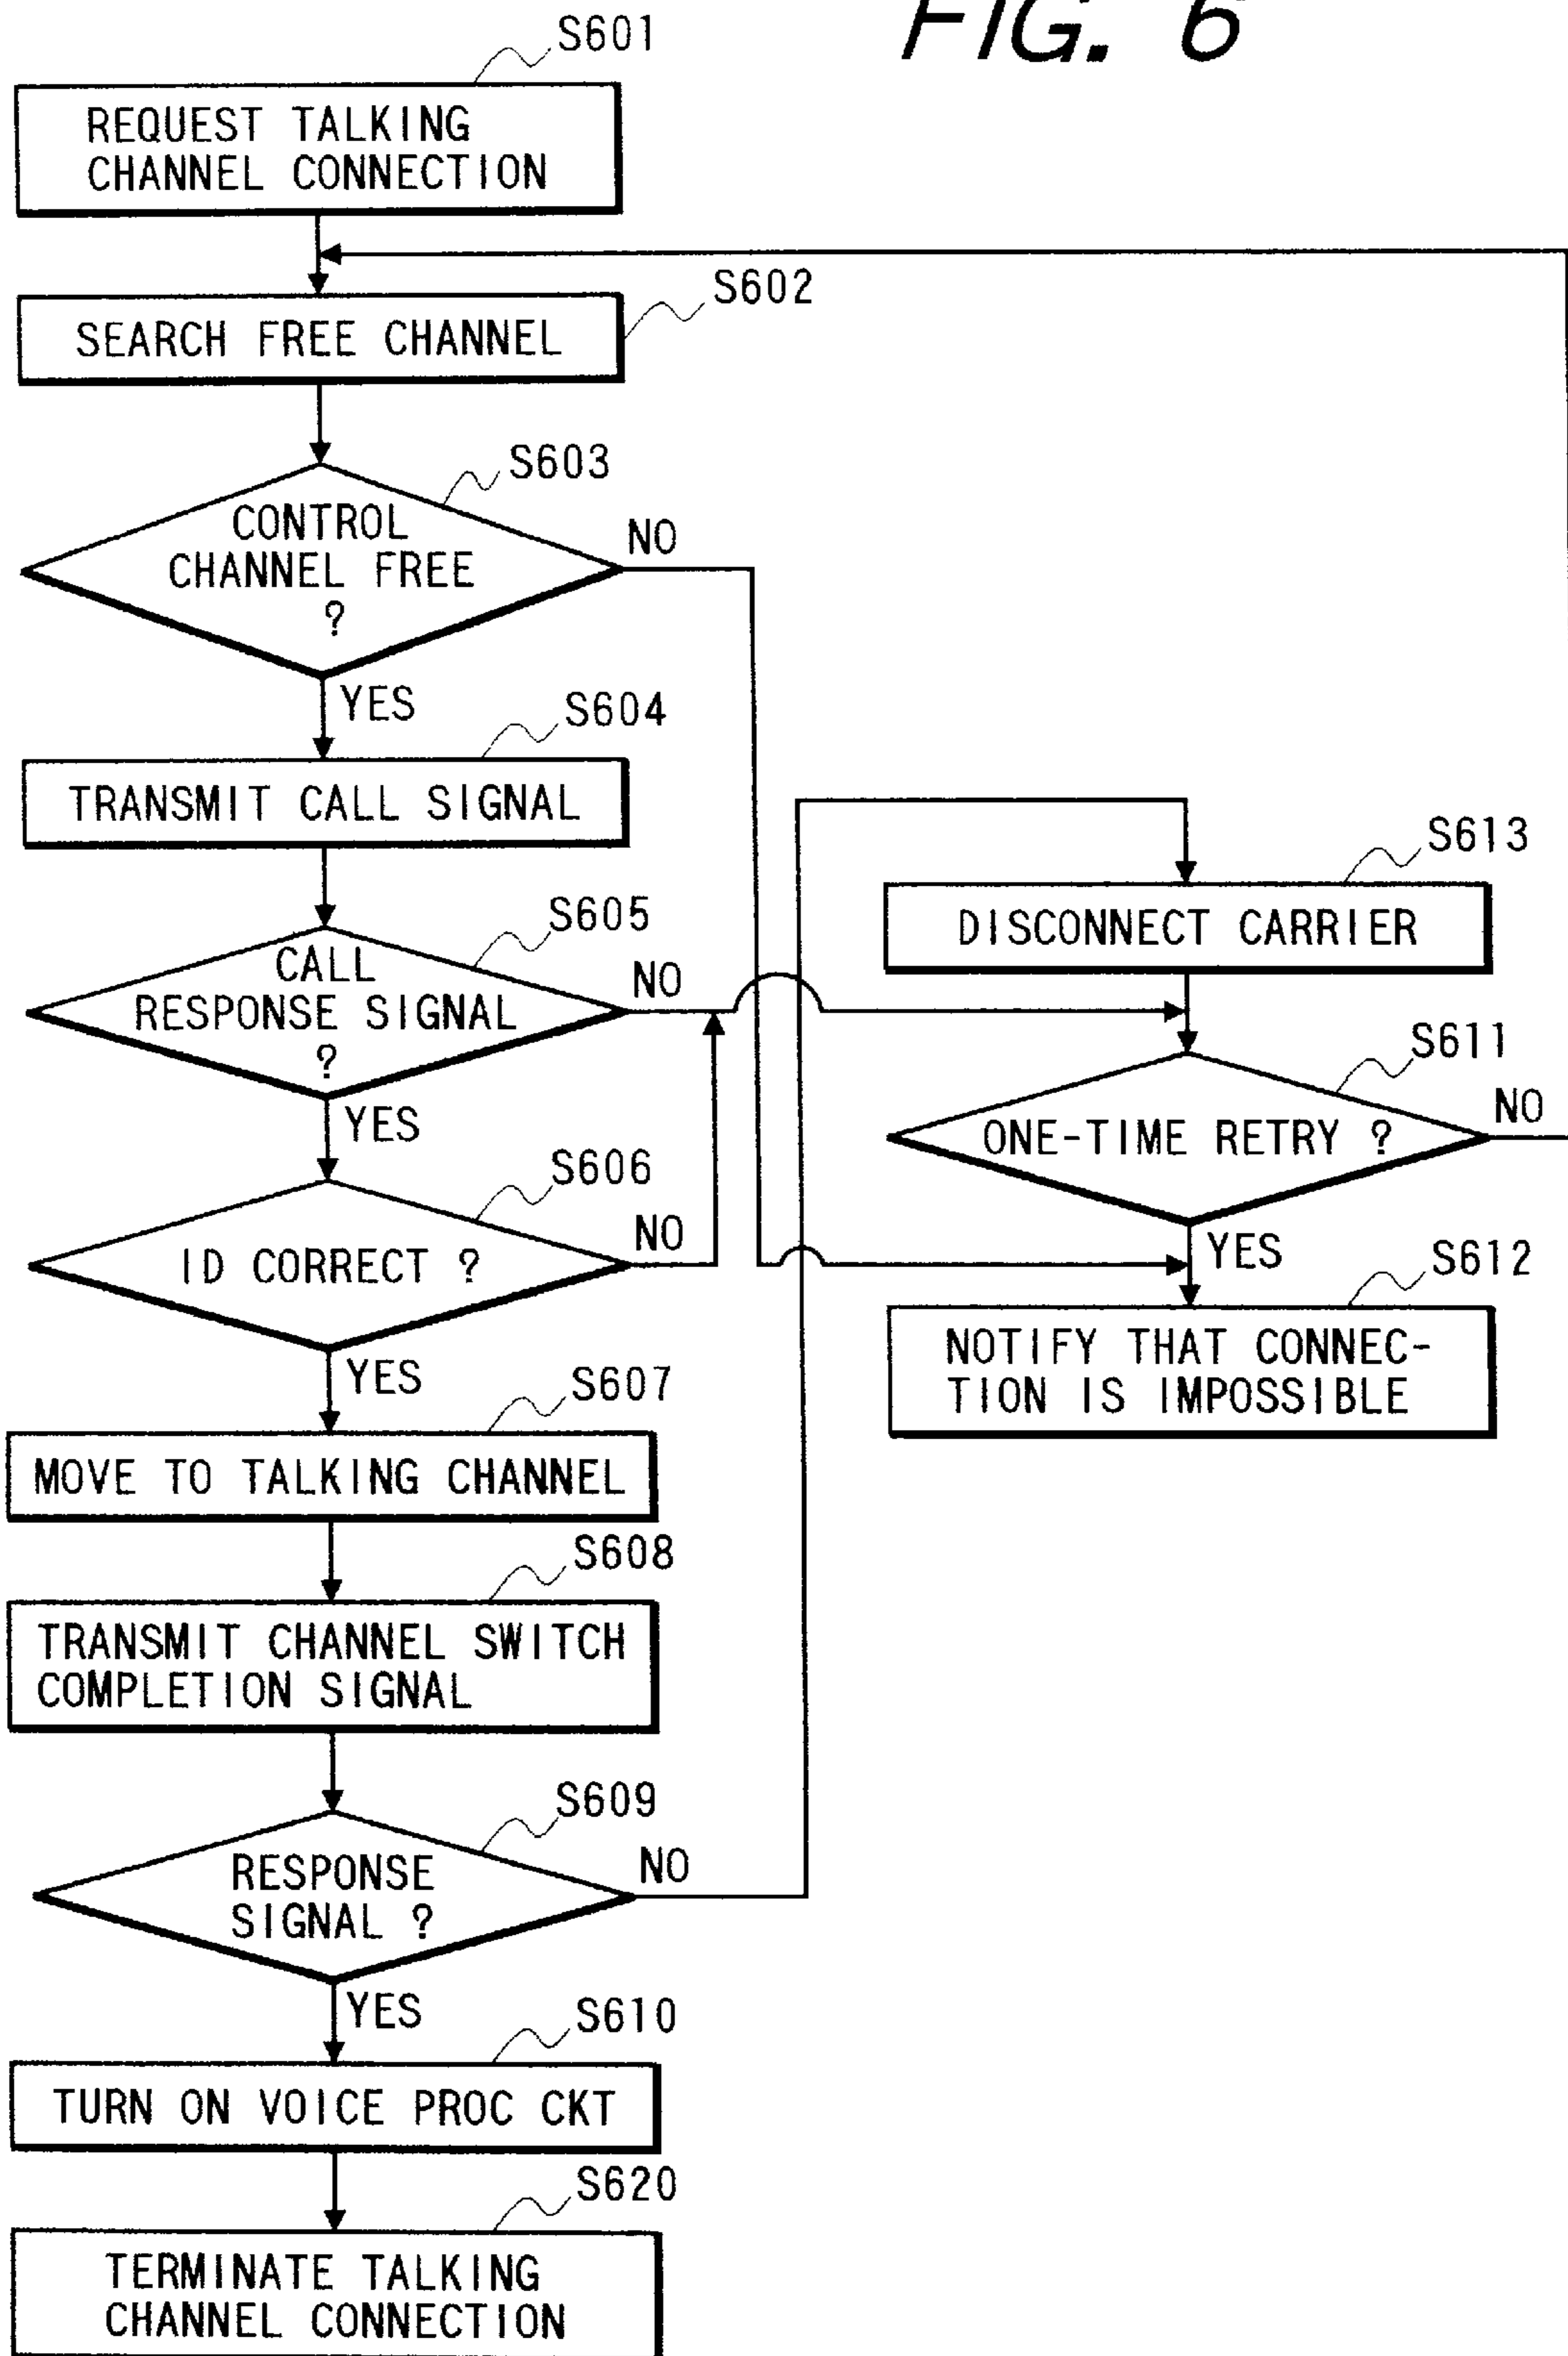 FIG. 6
S601
REQUEST TALKING
CHANNEL CONNECTION
S602
SEARCH FREE CHANNEL
S603
CONTROL
CHANNEL FREE
?
NO
YES
S604
TRANSMIT CALL SIGNAL
S605
CALL
RESPONSE SIGNAL
?
NO
YES
S606
ID CORRECT ?
NO
YES
S607
MOVE TO TALKING CHANNEL
S608
TRANSMIT CHANNEL SWITCH
COMPLETION SIGNAL
S609
RESPONSE
SIGNAL ?
NO
YES
S610
TURN ON VOICE PROC CKT
S620
TERMINATE TALKING
CHANNEL CONNECTION
S613
DISCONNECT CARRIER
S611
ONE-TIME RETRY ?
NO
YES
S612
NOTIFY THAT CONNEC-
TION IS IMPOSSIBLE